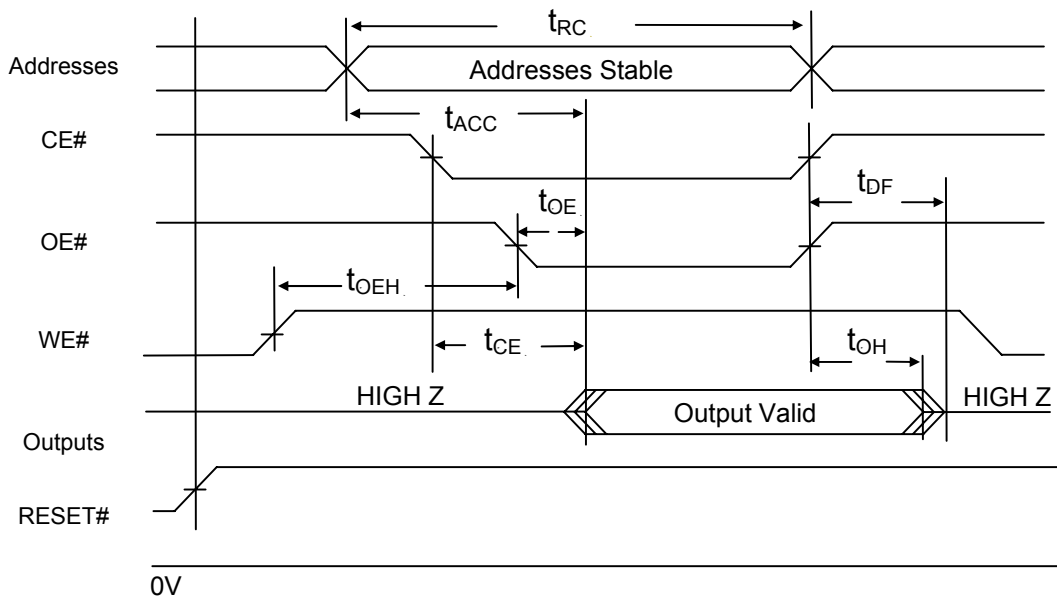 tRC
Addresses
Addresses Stable
tACC
CE#
tDF
tOE
OE#
tOEH
WE#
tCE
tOH
HIGH Z
HIGH Z
Output Valid
Outputs
RESET#
0V